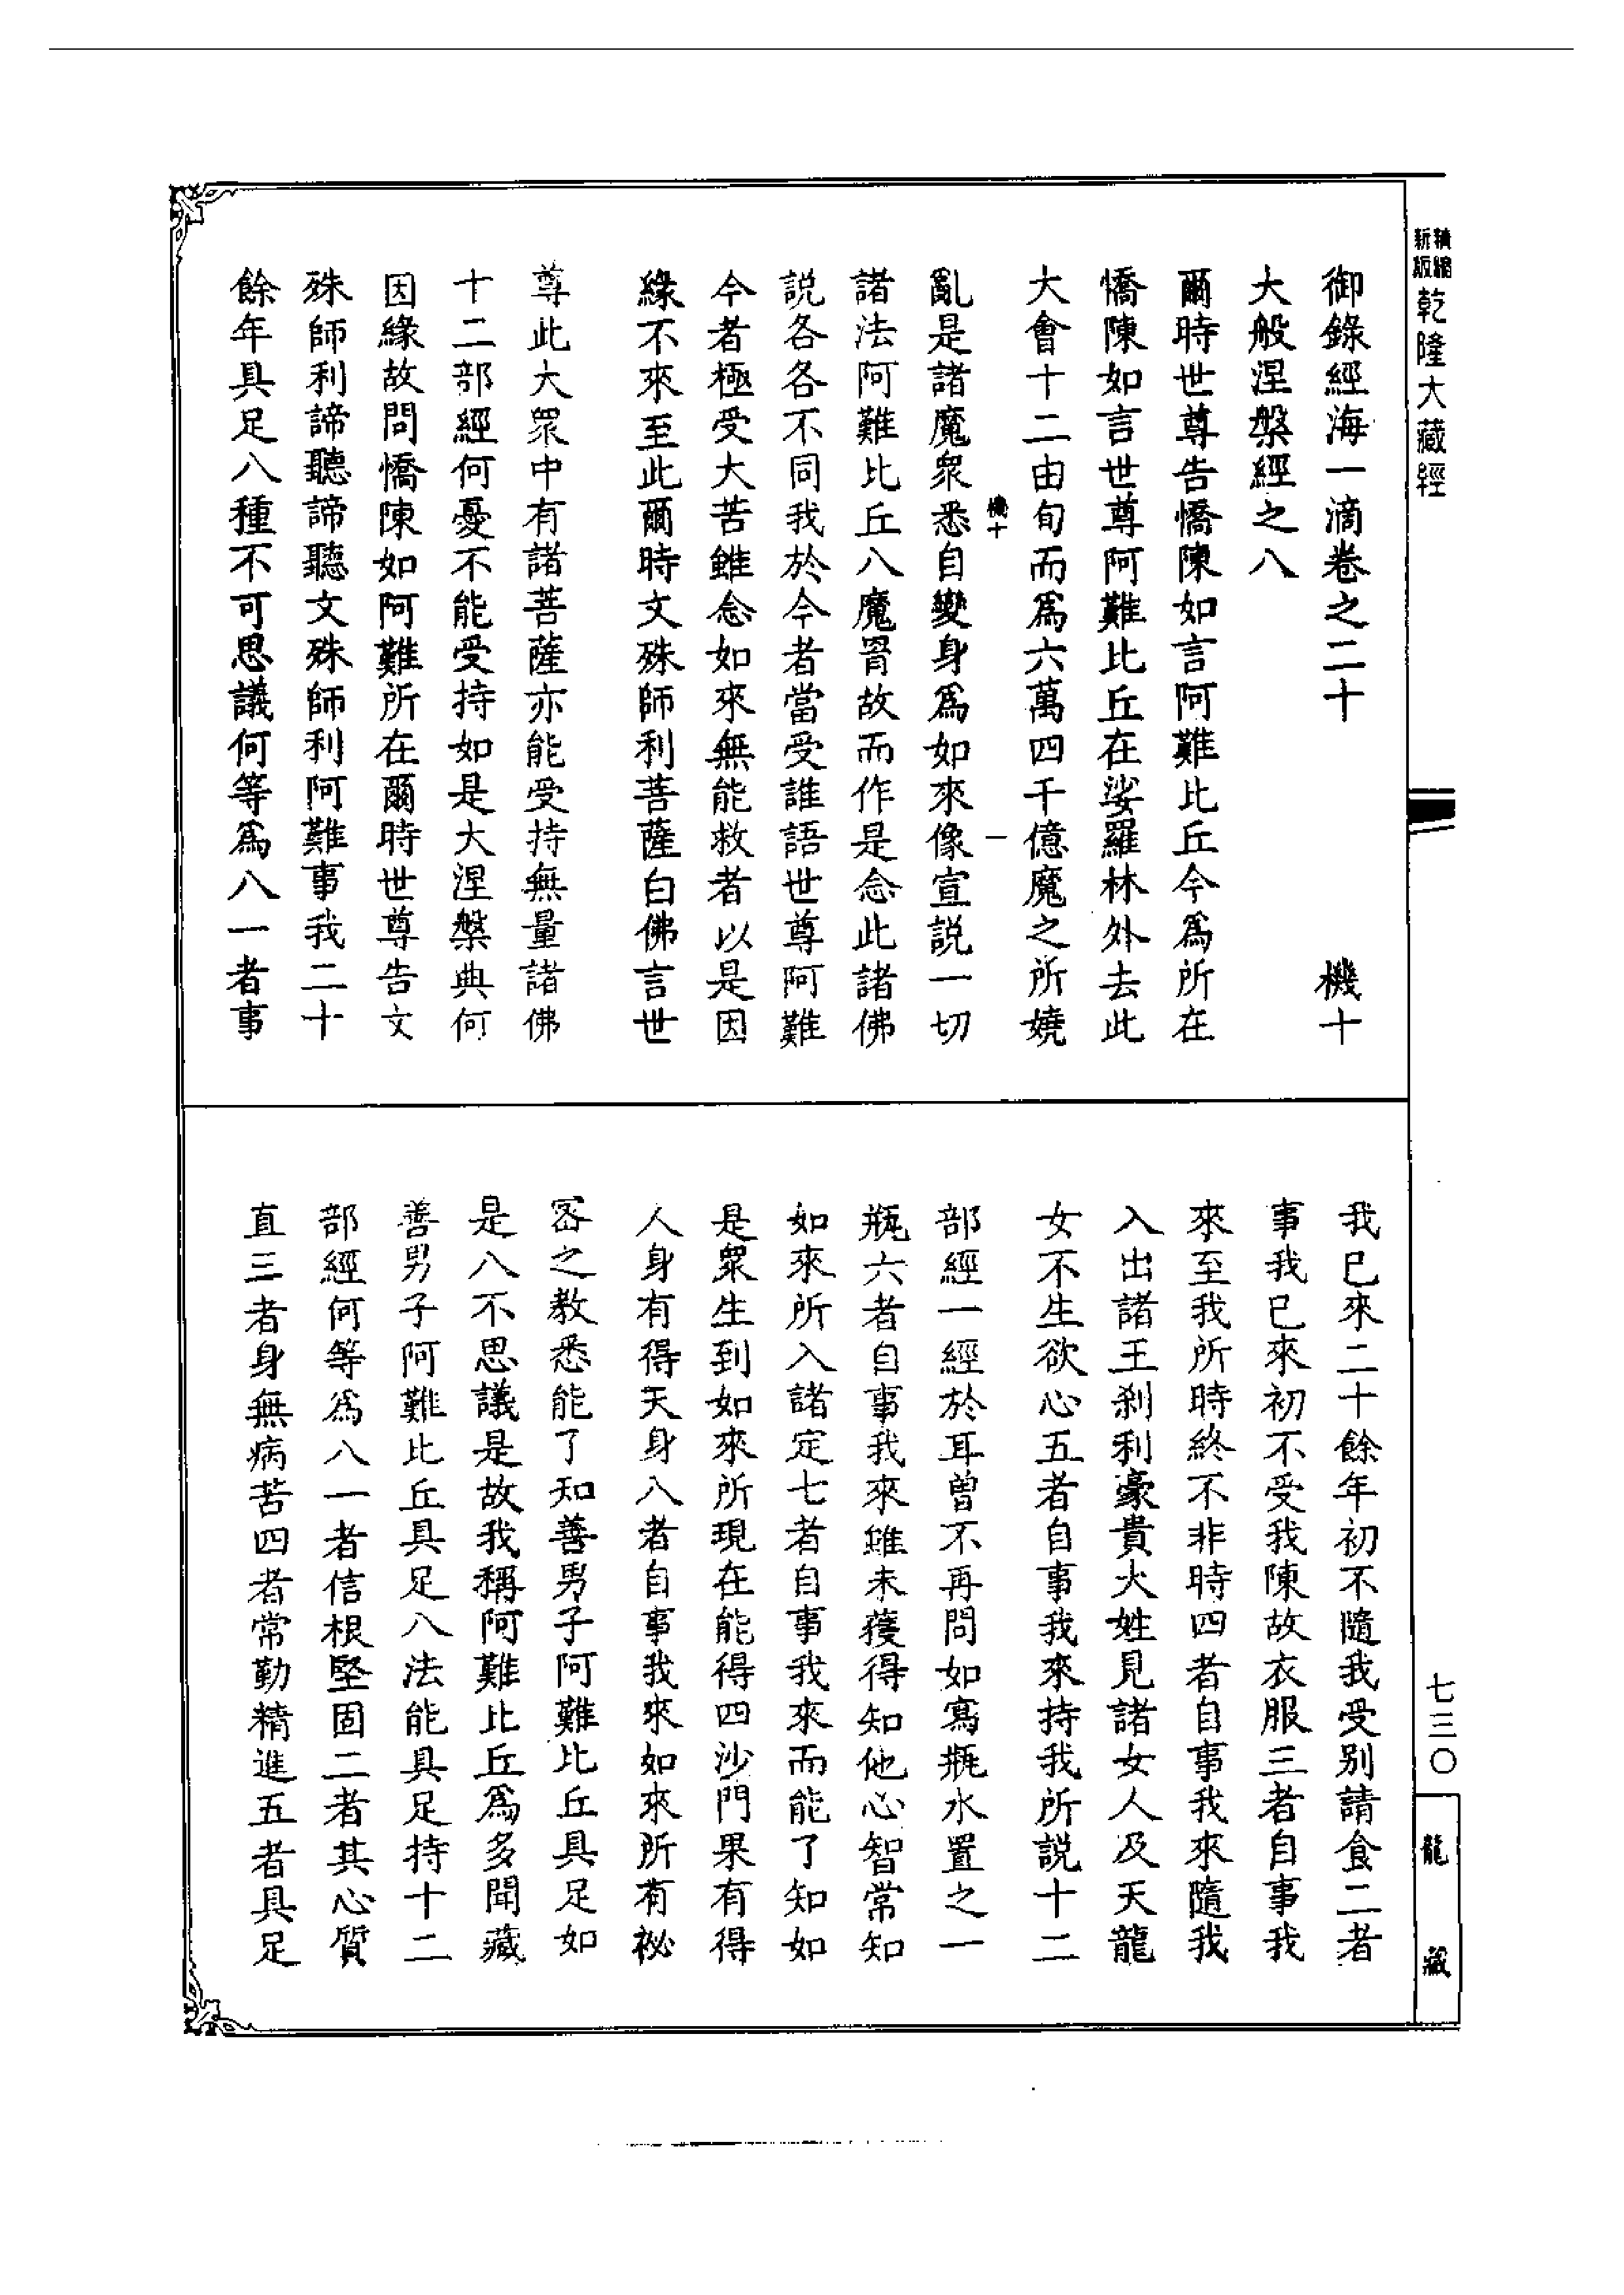 精縮
新版
乾隆大藏經
御錄經海一滴卷之二十　　　機十
大般涅槃經之八
爾時世尊告憍陳如言阿難比丘今爲所在
憍陳如言世尊阿難比丘在娑羅林外去此
大會十二由旬而爲六萬四千億魔之所嬈
機十　一
亂是諸魔眾悉自變身爲如來像宣説一切
諸法阿難比丘八魔罥故而作是念此諸佛
説各各不同我於今者當受誰語世尊阿難
今者極受大苦雖念如來無能救者以是因
緣不來至此爾時文殊師利菩薩白佛言世
尊此大眾中有諸菩薩亦能受持無量諸佛
十二部經何憂不能受持如是大涅槃典何
因緣故問憍陳如阿難所在爾時世尊告文
殊師利諦聽諦聽文殊師利阿難事我二十
餘年具足八種不可思議何等爲八一者事
我已來二十餘年初不隨我受別請食二者
事我已來初不受我陳故衣服三者自事我
來至我所時終不非時四者自事我來隨我
入出諸王刹利豪貴大姓見諸女人及天龍
女不生欲心五者自事我來持我所説十二
部經一經於耳曾不再問如寫瓶水置之一
瓶六者自事我來雖未獲得知他心智常知
如來所入諸定七者自事我來而能了知如
是眾生到如來所現在能得四沙門果有得
人身有得天身八者自事我來如來所有祕
密之教悉能了知善男子阿難比丘具足如
是八不思議是故我稱阿難比丘爲多聞藏
善男子阿難比丘具足八法能具足持十二
部經何等爲八一者信根堅固二者其心質
直三者身無病苦四者常勤精進五者具足
七三〇
龍藏